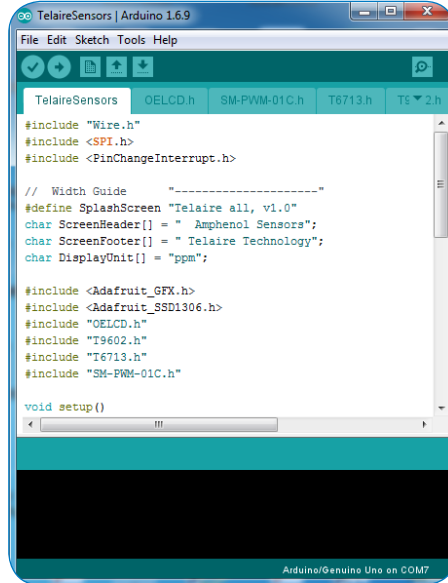 TelaireSensors | Arduino 1.6.9
File Edit Sketch Tools Help
TelaireSensors OELCD.h SM-PWM-01C.h T6713.h 2.h
#include "Wire.h"
#include <SPI.h>
#include <PinChangeInterrupt.h>
//  Width Guide      "---------------------"
#define SplashScreen "Telaire all, v1.0"
char ScreenHeader[] = "  Amphenol Sensors";
char ScreenFooter[] = " Telaire Technology";
char DisplayUnit[] = "ppm";
#include <Adafruit_GFX.h>
#include <Adafruit_SSD1306.h>
#include "OELCD.h"
#include "T9602.h"
#include "T6713.h"
#include "SM-PWM-01C.h"
void setup()
Arduino/Genuino Uno on COM7